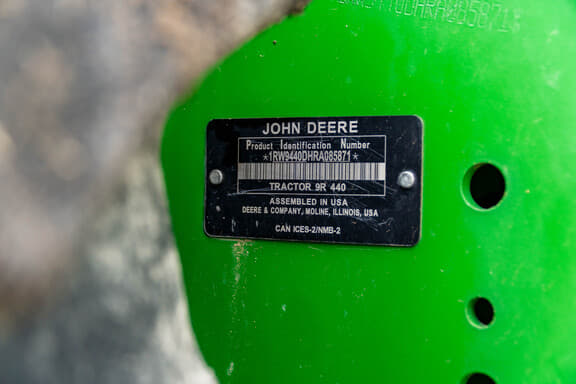 JOHN DEERE
Product Identification Number
*1RW9440DHRA085871*
TRACTOR 9R 440
ASSEMBLED IN USA
DEERE & COMPANY, MOLINE, ILLINOIS, USA
CAN ICES-2/NMB-2